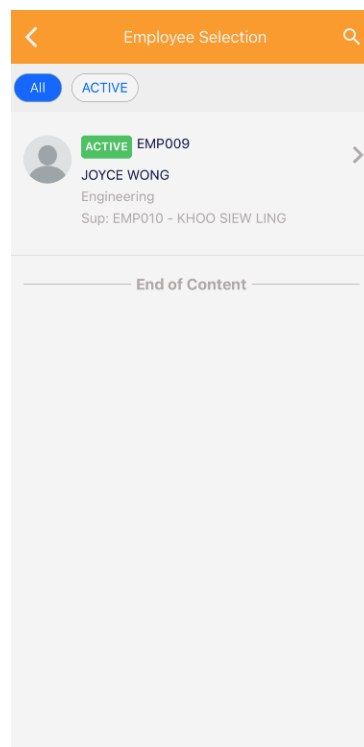 Employee Selection
All
ACTIVE
ACTIVE EMP009
JOYCE WONG
Engineering
Sup: EMP010 - KHOO SIEW LING
End of Content